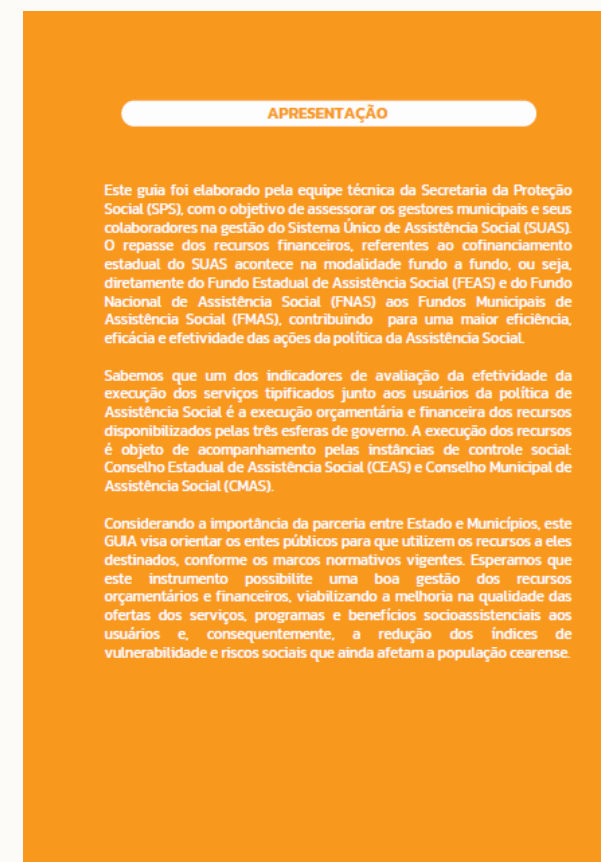 APRESENTAÇÃO
Este guia foi elaborado pela equipe técnica da Secretaria da Proteção
Social (SPS), com o objetivo de assessorar os gestores municipais e seus
colaboradores na gestão do Sistema Único de Assistência Social (SUAS).
O repasse dos recursos financeiros, referentes ao cofinanciamento
estadual do SUAS acontece na modalidade fundo a fundo, ou seja,
diretamente do Fundo Estadual de Assistência Social (FEAS) e do Fundo
Nacional de Assistência Social (FNAS) aos Fundos Municipais de
Assistência Social (FMAS), contribuindo para uma maior eficiência,
eficácia e efetividade das ações da política da Assistência Social.
Sabemos que um dos indicadores de avaliação da efetividade da
execução dos serviços tipificados junto aos usuários da política de
Assistência Social é a execução orçamentária e financeira dos recursos
disponibilizados pelas três esferas de governo. A execução dos recursos
é objeto de acompanhamento pelas instâncias de controle social:
Conselho Estadual de Assistência Social (CEAS) e Conselho Municipal de
Assistência Social (CMAS).
Considerando a importância da parceria entre Estado e Municípios, este
GUIA visa orientar os entes públicos para que utilizem os recursos a eles
destinados, conforme os marcos normativos vigentes. Esperamos que
este instrumento possibilite uma boa gestão dos recursos
orçamentários e financeiros, viabilizando a melhoria na qualidade das
ofertas dos serviços, programas e benefícios socioassistenciais aos
usuários e, consequentemente, a redução dos índices de
vulnerabilidade e riscos sociais que ainda afetam a população cearense.